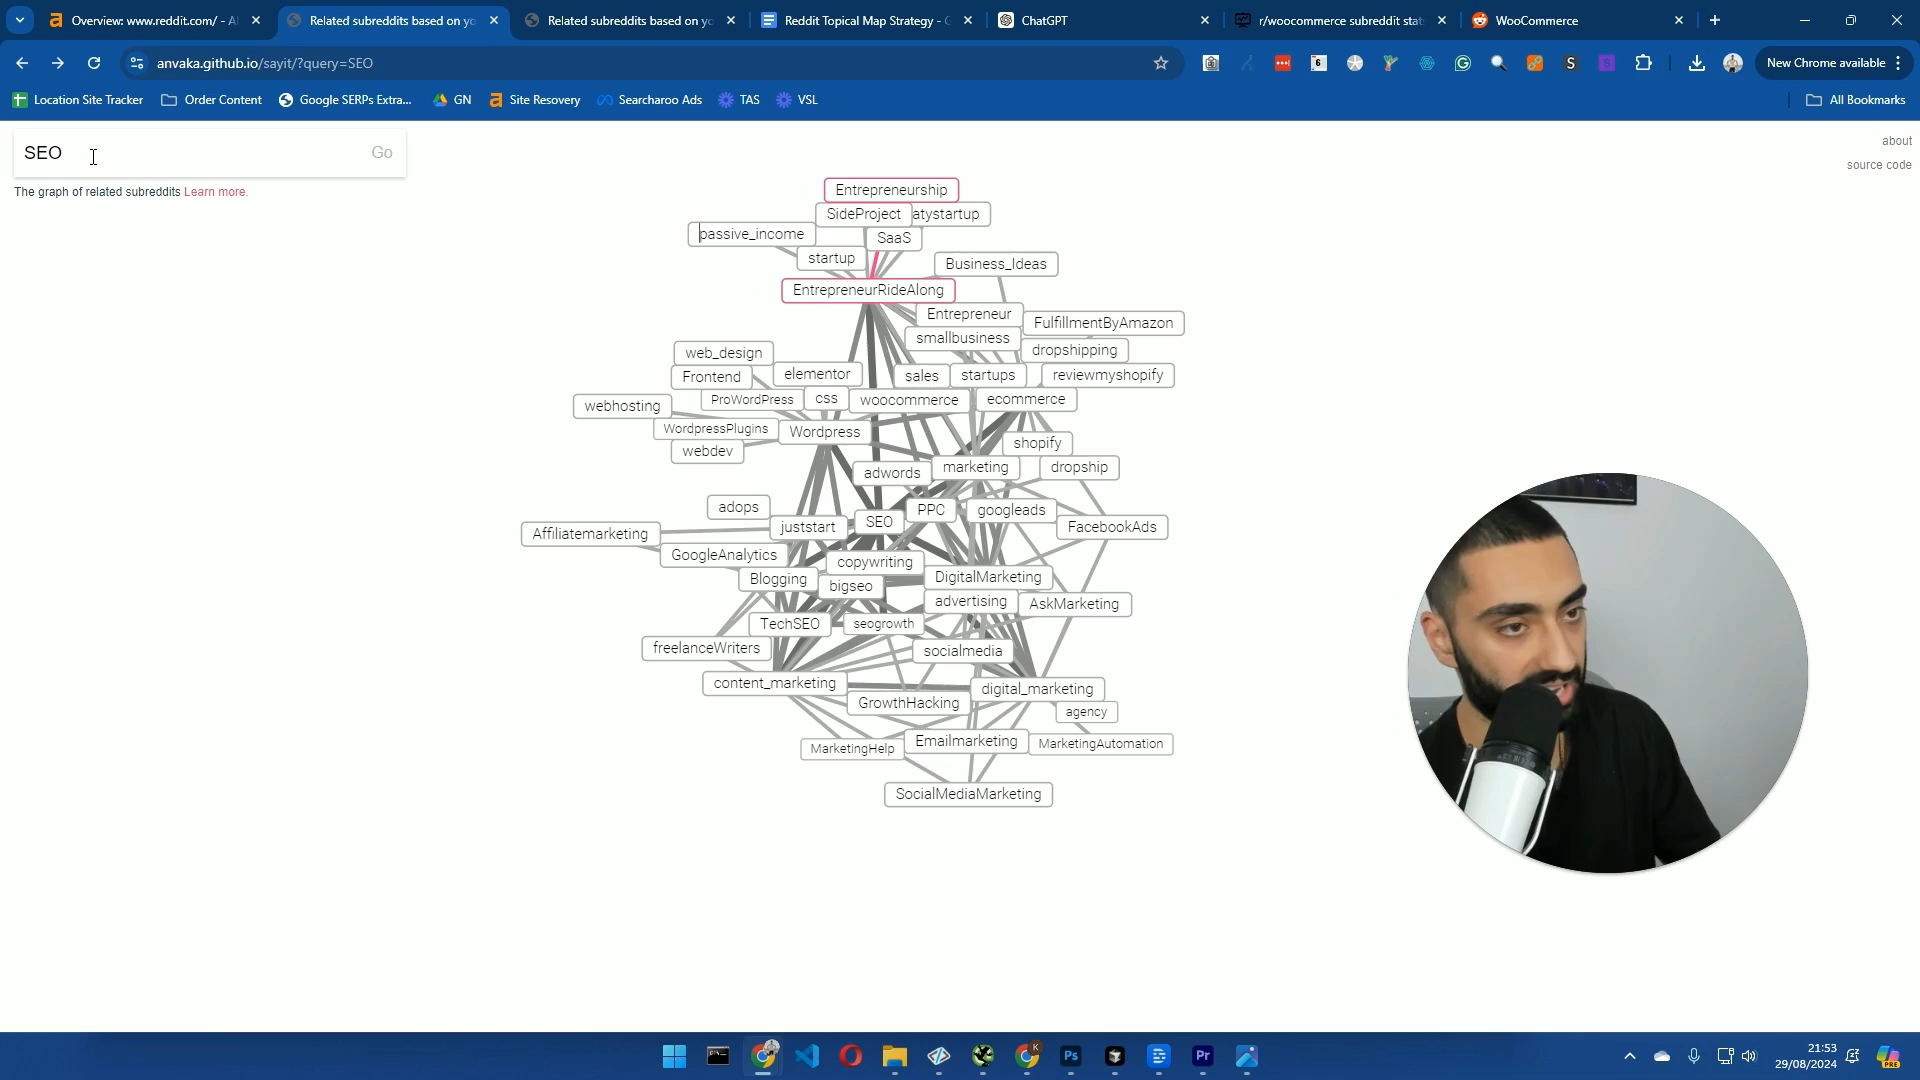 Overview: www.reddit.com/ - A
Related subreddits based on yo
Related subreddits based on yo
Reddit Topical Map Strategy - G
ChatGPT
r/woocommerce subreddit stat
WooCommerce
anvaka.github.io/sayit/?query=SEO
New Chrome available
Location Site Tracker
Order Content
Google SERPs Extra...
GN
Site Recovery
Searcharoo Ads
TAS
VSL
All Bookmarks
SEO
Go
about
source code
The graph of related subreddits Learn more.
Entrepreneurship
SideProject
atystartup
passive_income
SaaS
startup
Business_Ideas
EntrepreneurRideAlong
Entrepreneur
FulfillmentByAmazon
smallbusiness
web_design
dropshipping
Frontend
elementor
sales
startups
reviewmyshopify
webhosting
ProWordPress
css
woocommerce
ecommerce
WordpressPlugins
Wordpress
webdev
shopify
adwords
marketing
dropship
adops
Affiliatemarketing
juststart
SEO
PPC
googleads
FacebookAds
GoogleAnalytics
copywriting
Blogging
bigseo
DigitalMarketing
advertising
AskMarketing
TechSEO
seogrowth
freelanceWriters
socialmedia
content_marketing
digital_marketing
GrowthHacking
agency
MarketingHelp
Emailmarketing
MarketingAutomation
SocialMediaMarketing
21:53
29/08/2024